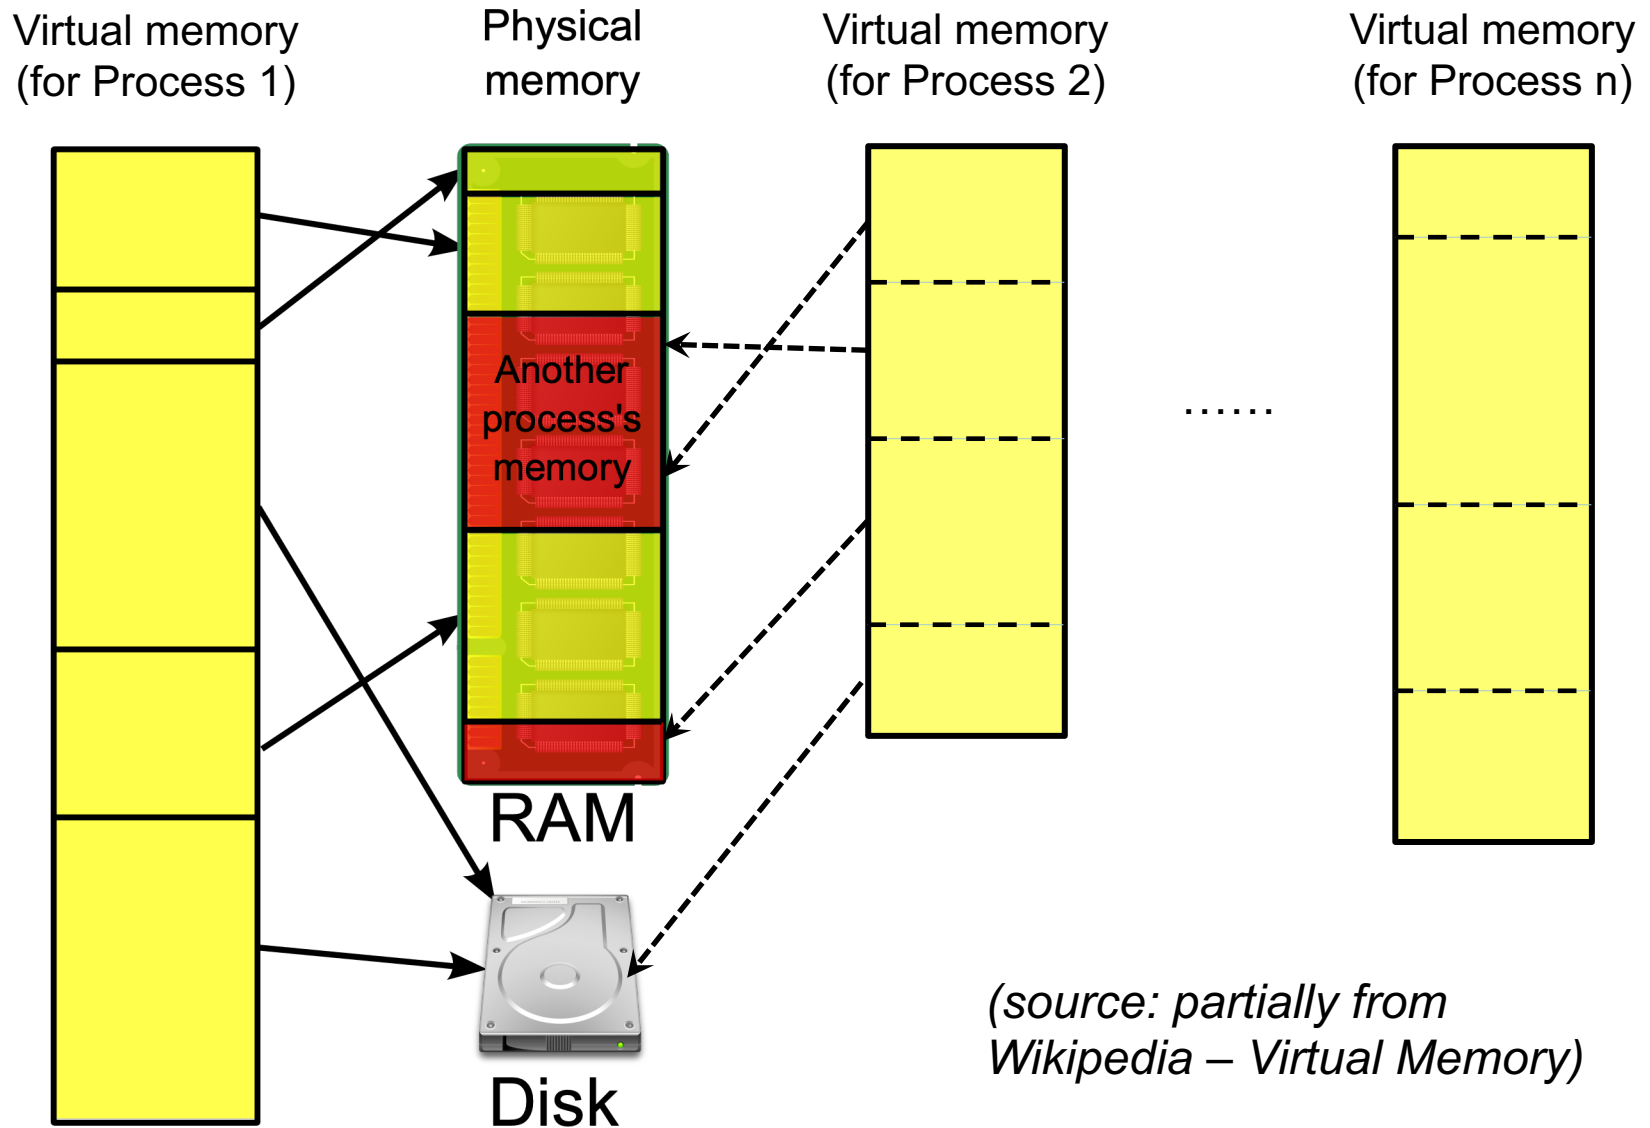 Virtual memory
(for Process 1)
Physical
memory
Virtual memory
(for Process 2)
Virtual memory
(for Process n)
Another
process's
memory
......
RAM
Disk
(source: partially from
Wikipedia – Virtual Memory)